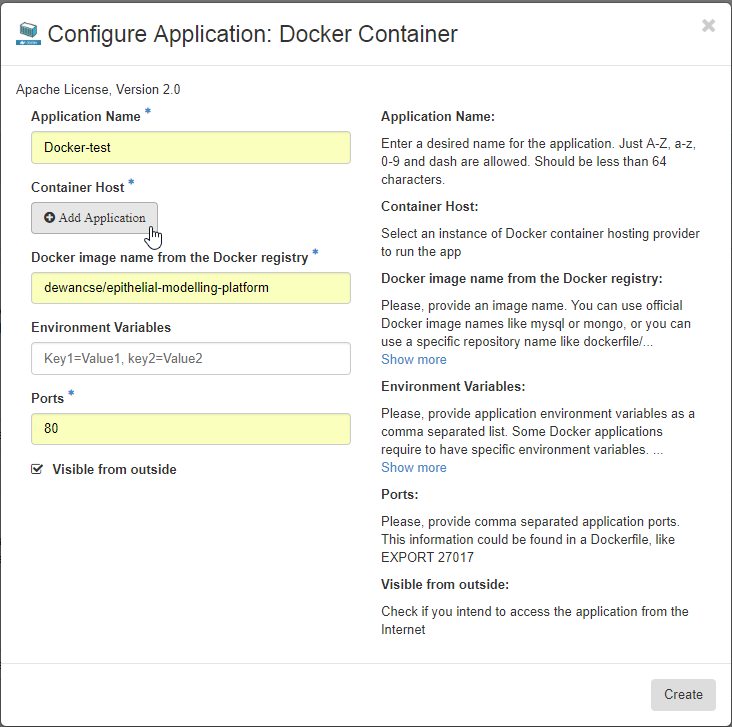 Configure Application: Docker Container
×
Apache License, Version 2.0
Application Name *
Docker-test
Container Host *
Add Application
Docker image name from the Docker registry *
dewancse/epithelial-modelling-platform
Environment Variables
Key1=Value1, key2=Value2
Ports *
80
Visible from outside
Application Name:
Enter a desired name for the application. Just A-Z, a-z,
0-9 and dash are allowed. Should be less than 64
characters.
Container Host:
Select an instance of Docker container hosting provider
to run the app
Docker image name from the Docker registry:
Please, provide an image name. You can use official
Docker image names like mysql or mongo, or you can
use a specific repository name like dockerfile/...
Show more
Environment Variables:
Please, provide application environment variables as a
comma separated list. Some Docker applications
require to have specific environment variables. ...
Show more
Ports:
Please, provide comma separated application ports.
This information could be found in a Dockerfile, like
EXPORT 27017
Visible from outside:
Check if you intend to access the application from the
Internet
Create